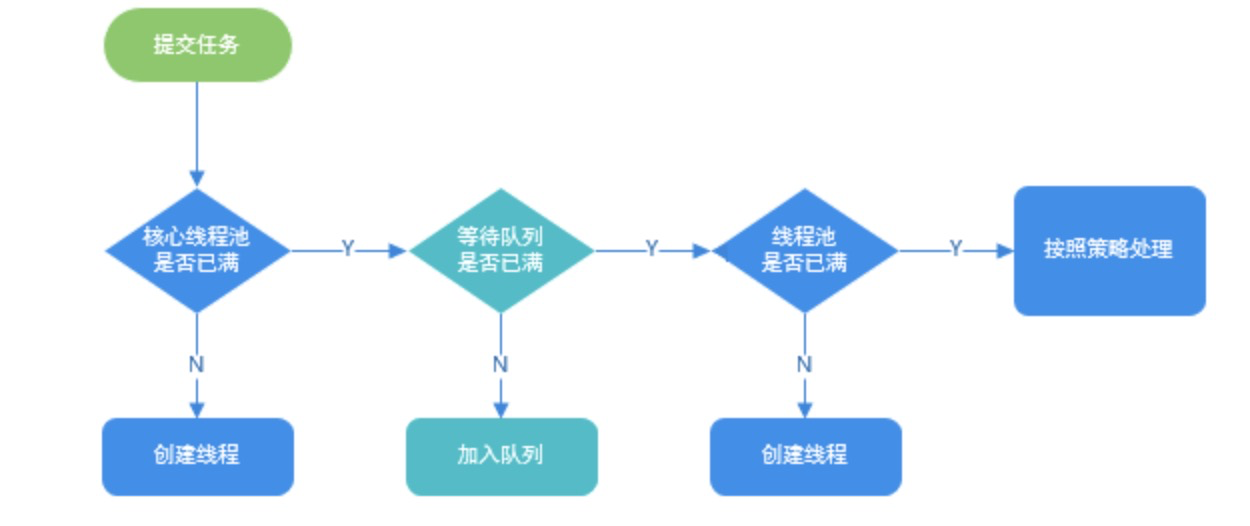 提交任务
核心线程池
是否已满
Y
等待队列
是否已满
Y
线程池
是否已满
Y
按照策略处理
N
N
N
创建线程
加入队列
创建线程